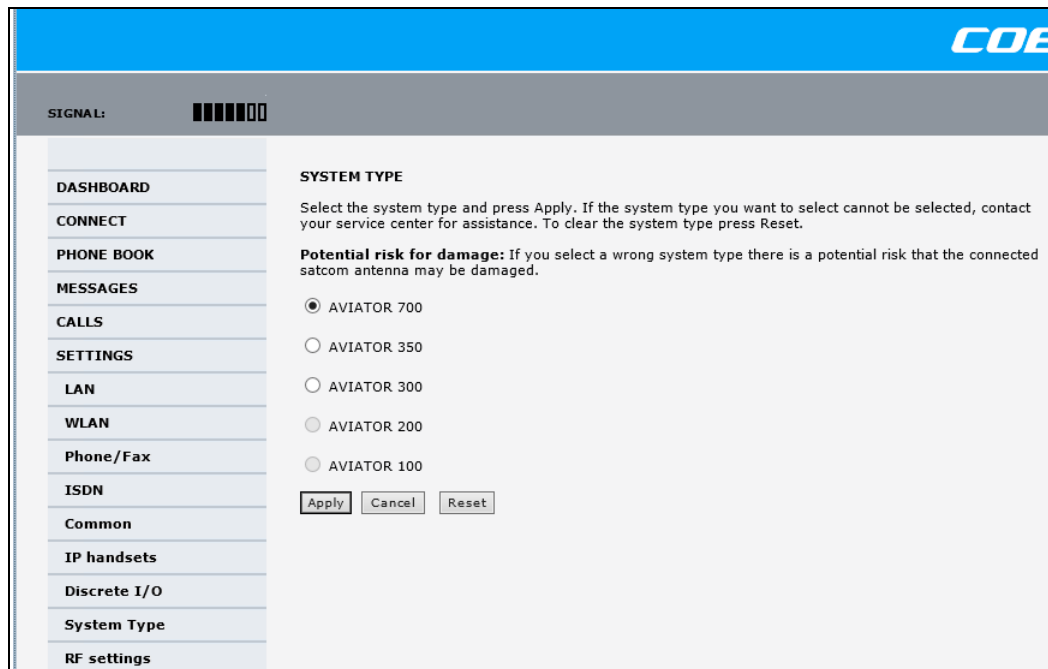 COB
SIGNAL:
DASHBOARD
CONNECT
PHONE BOOK
MESSAGES
CALLS
SETTINGS
LAN
WLAN
Phone/Fax
ISDN
Common
IP handsets
Discrete I/O
System Type
RF settings
SYSTEM TYPE
Select the system type and press Apply. If the system type you want to select cannot be selected, contact
your service center for assistance. To clear the system type press Reset.
Potential risk for damage: If you select a wrong system type there is a potential risk that the connected
satcom antenna may be damaged.
AVIATOR 700
AVIATOR 350
AVIATOR 300
AVIATOR 200
AVIATOR 100
Apply Cancel Reset